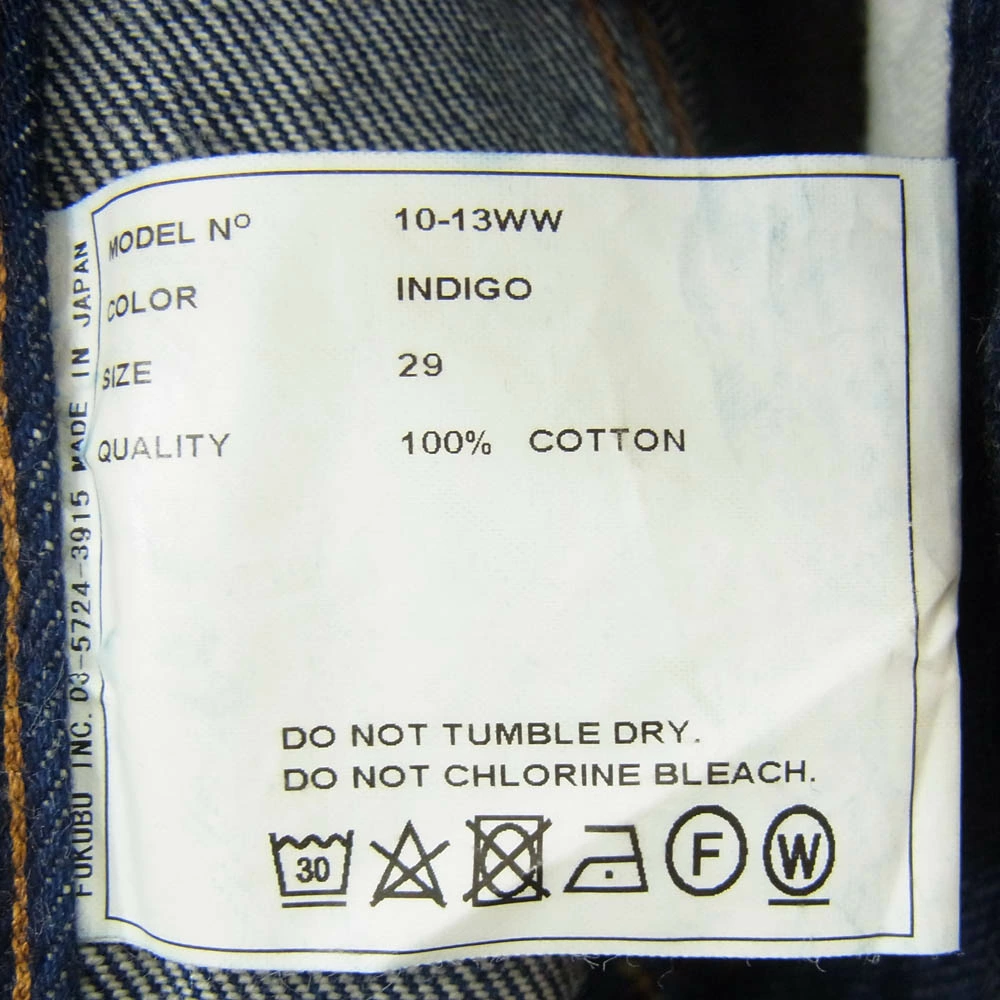 MODEL Nº 10-13WW
COLOR INDIGO
SIZE 29
QUALITY 100% COTTON
DO NOT TUMBLE DRY.
DO NOT CHLORINE BLEACH.
30 F W
FUKUBU INC. 03-5724-3915 MADE IN JAPAN